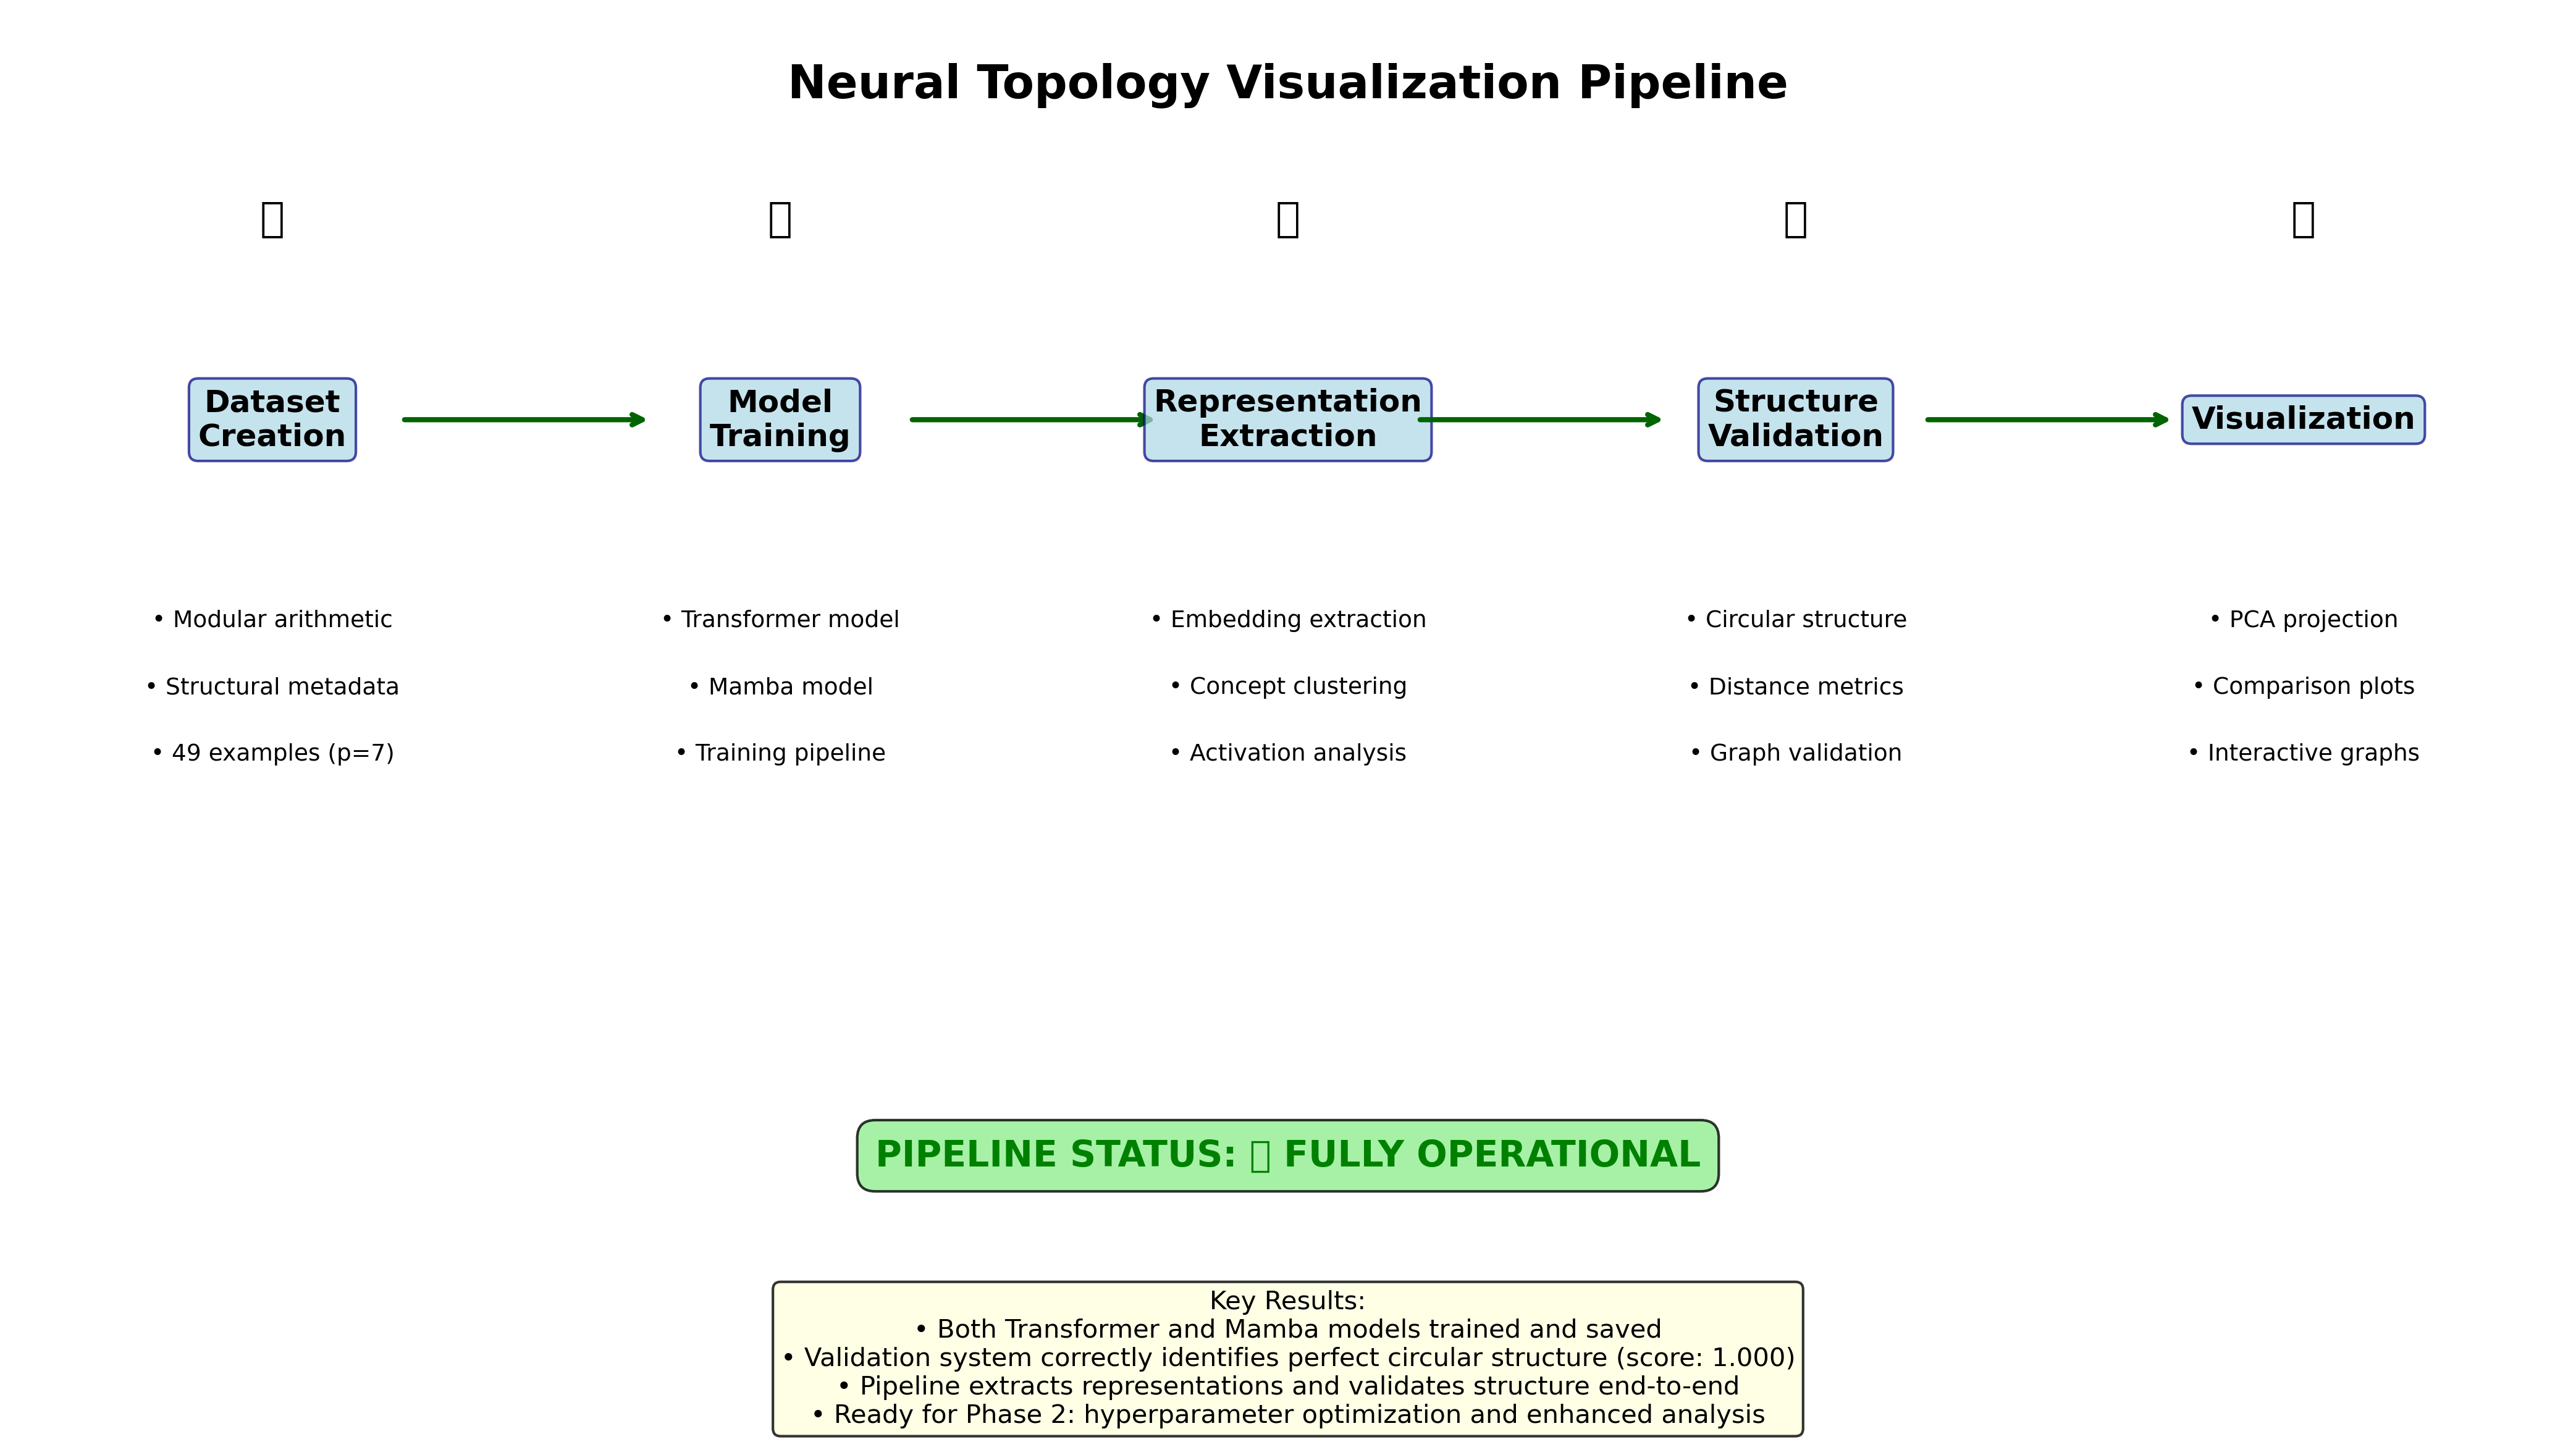 Neural Topology Visualization Pipeline
Dataset
Creation
Model
Training
Representation
Extraction
Structure
Validation
Visualization
• Modular arithmetic
• Structural metadata
• 49 examples (p=7)
• Transformer model
• Mamba model
• Training pipeline
• Embedding extraction
• Concept clustering
• Activation analysis
• Circular structure
• Distance metrics
• Graph validation
• PCA projection
• Comparison plots
• Interactive graphs
PIPELINE STATUS: FULLY OPERATIONAL
Key Results:
• Both Transformer and Mamba models trained and saved
• Validation system correctly identifies perfect circular structure (score: 1.000)
• Pipeline extracts representations and validates structure end-to-end
• Ready for Phase 2: hyperparameter optimization and enhanced analysis